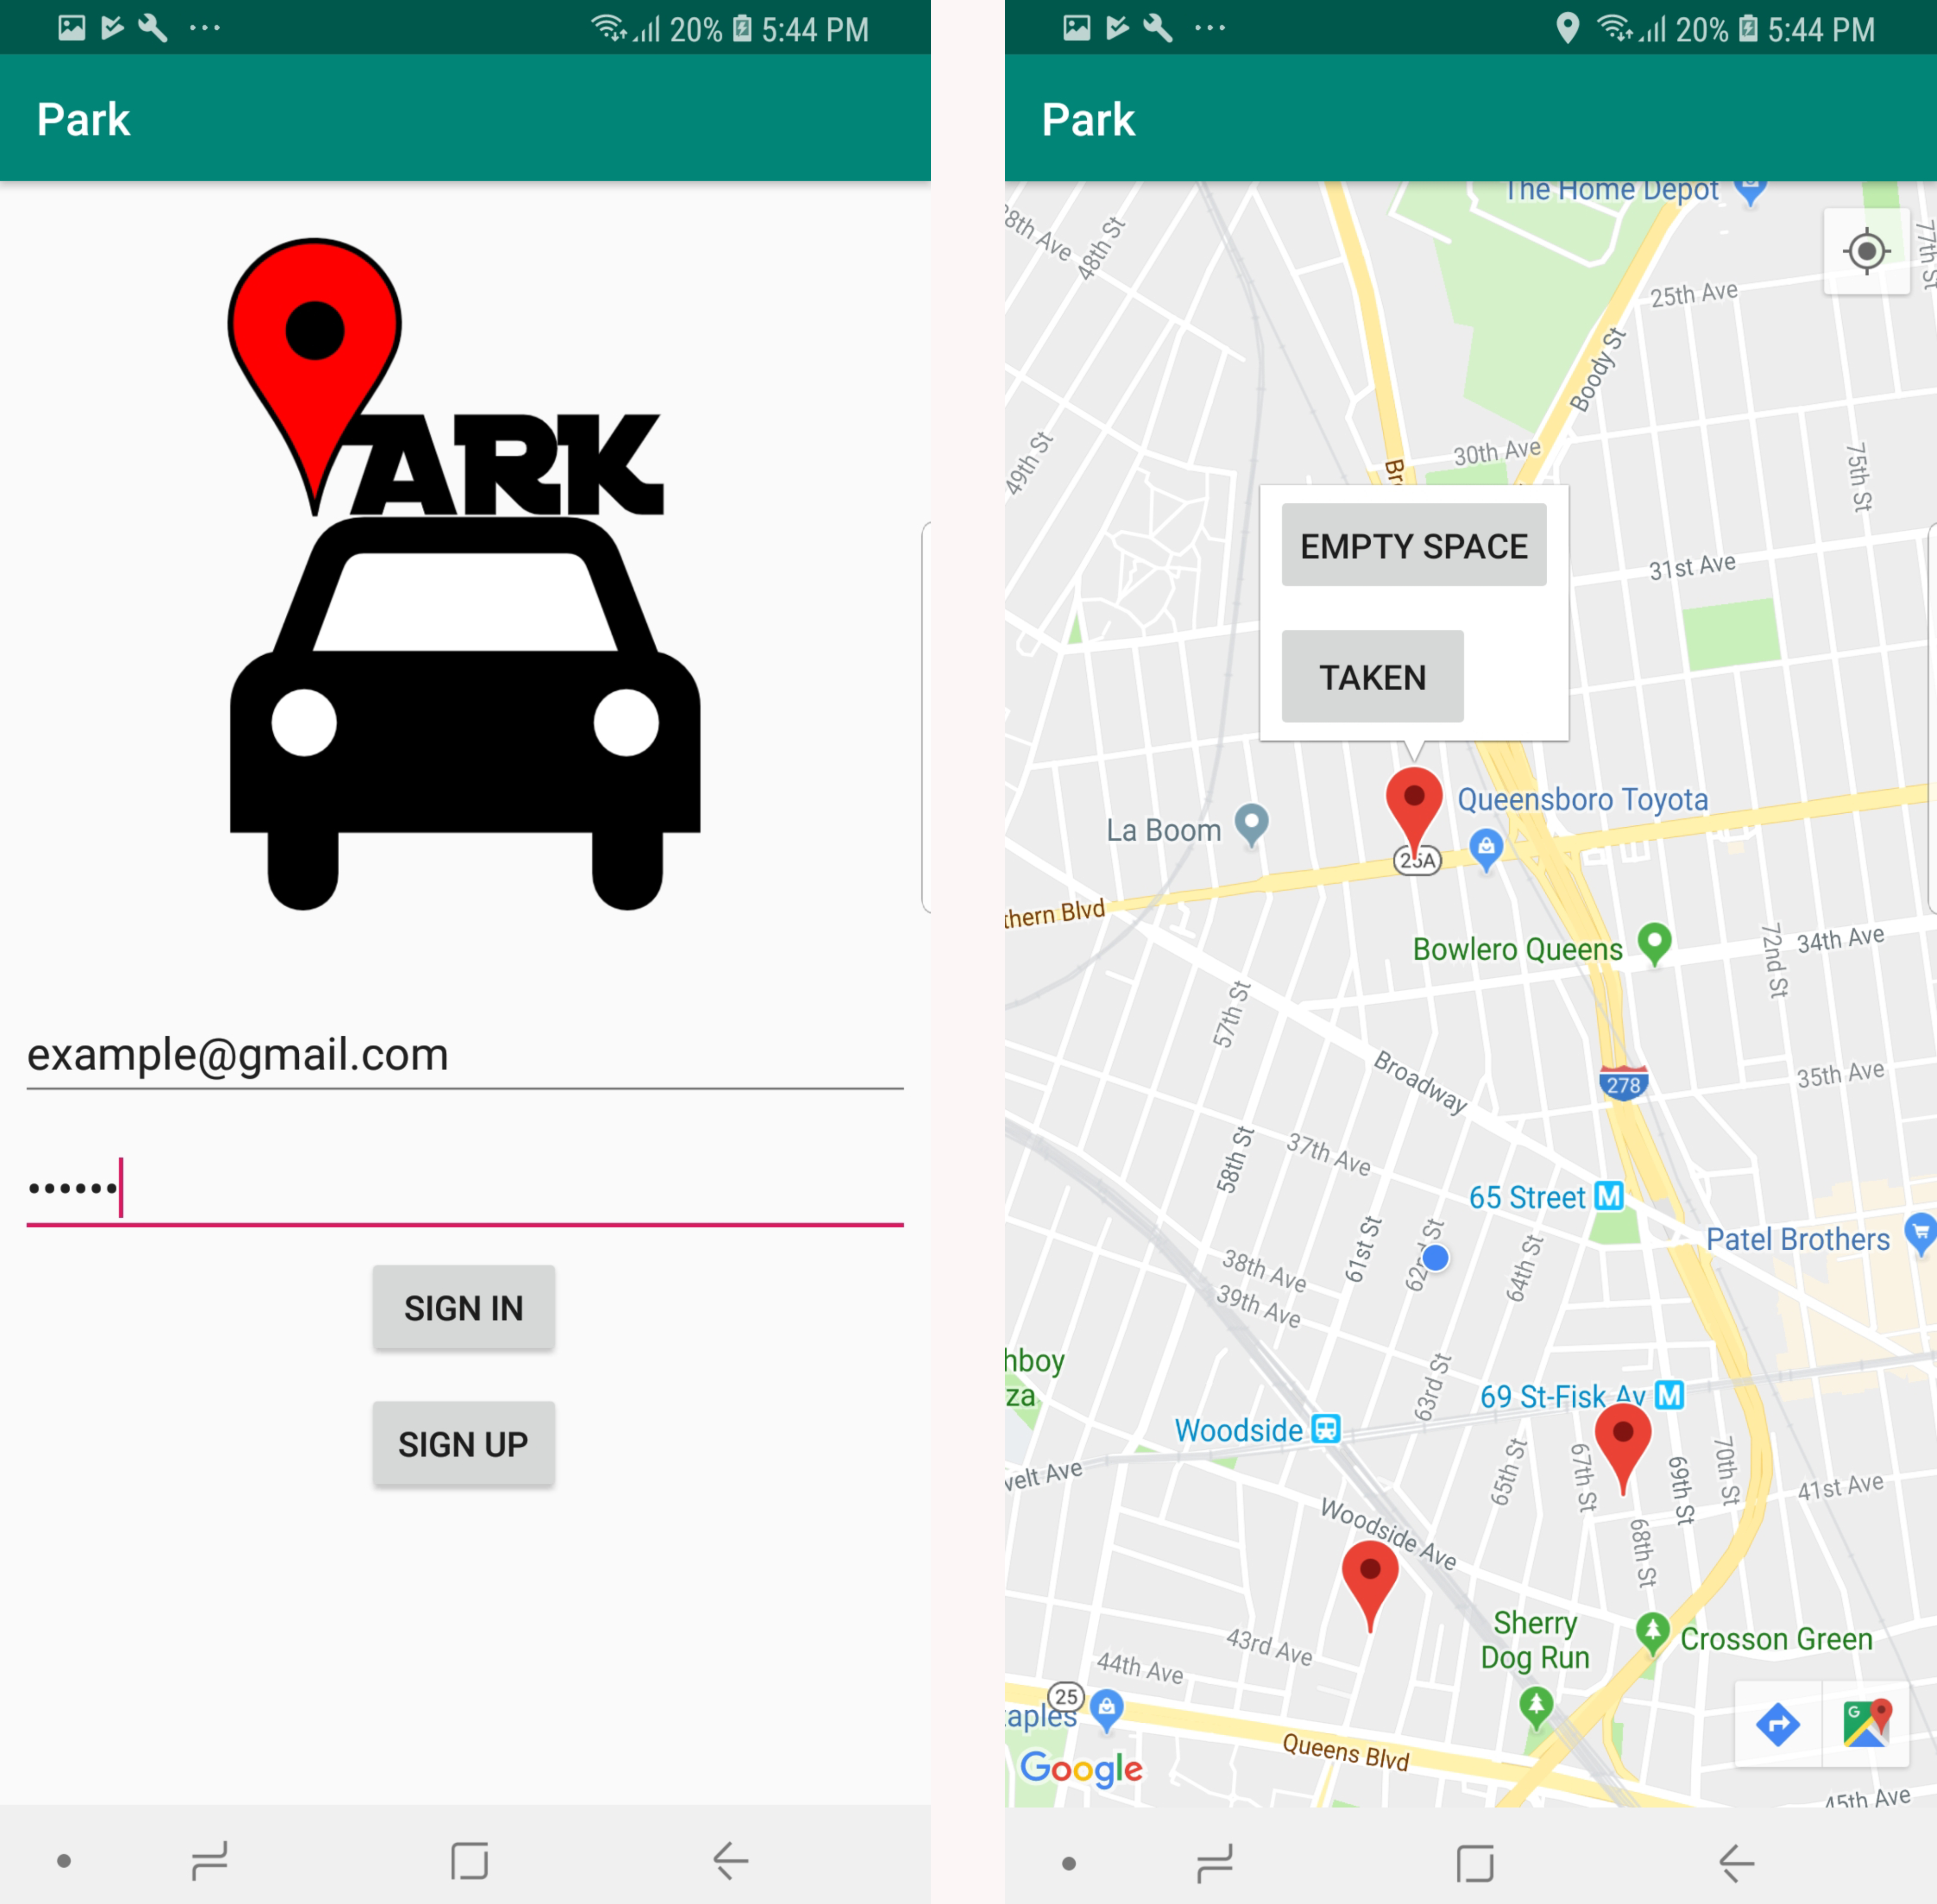 20% 5:44 PM
Park
ARK
example@gmail.com
••••••
SIGN IN
SIGN UP
20% 5:44 PM
Park
The Home Depot
28th Ave
48th St
77th St
25th Ave
Boody St
49th St
30th Ave
75th St
EMPTY SPACE
31st Ave
TAKEN
Queensboro Toyota
La Boom
25A
thern Blvd
Bowlero Queens
34th Ave
72nd St
57th St
Broadway
278
35th Ave
37th Ave
58th St
65 Street M
61st St
62nd St
64th St
Patel Brothers
38th Ave
39th Ave
hboy
za
63rd St
69 St-Fisk Av M
Woodside
velt Ave
65th St
67th St
69th St
70th St
41st Ave
Woodside Ave
68th St
Sherry
Dog Run
Crosson Green
43rd Ave
44th Ave
25
aples
Queens Blvd
G
Google
45th Ave